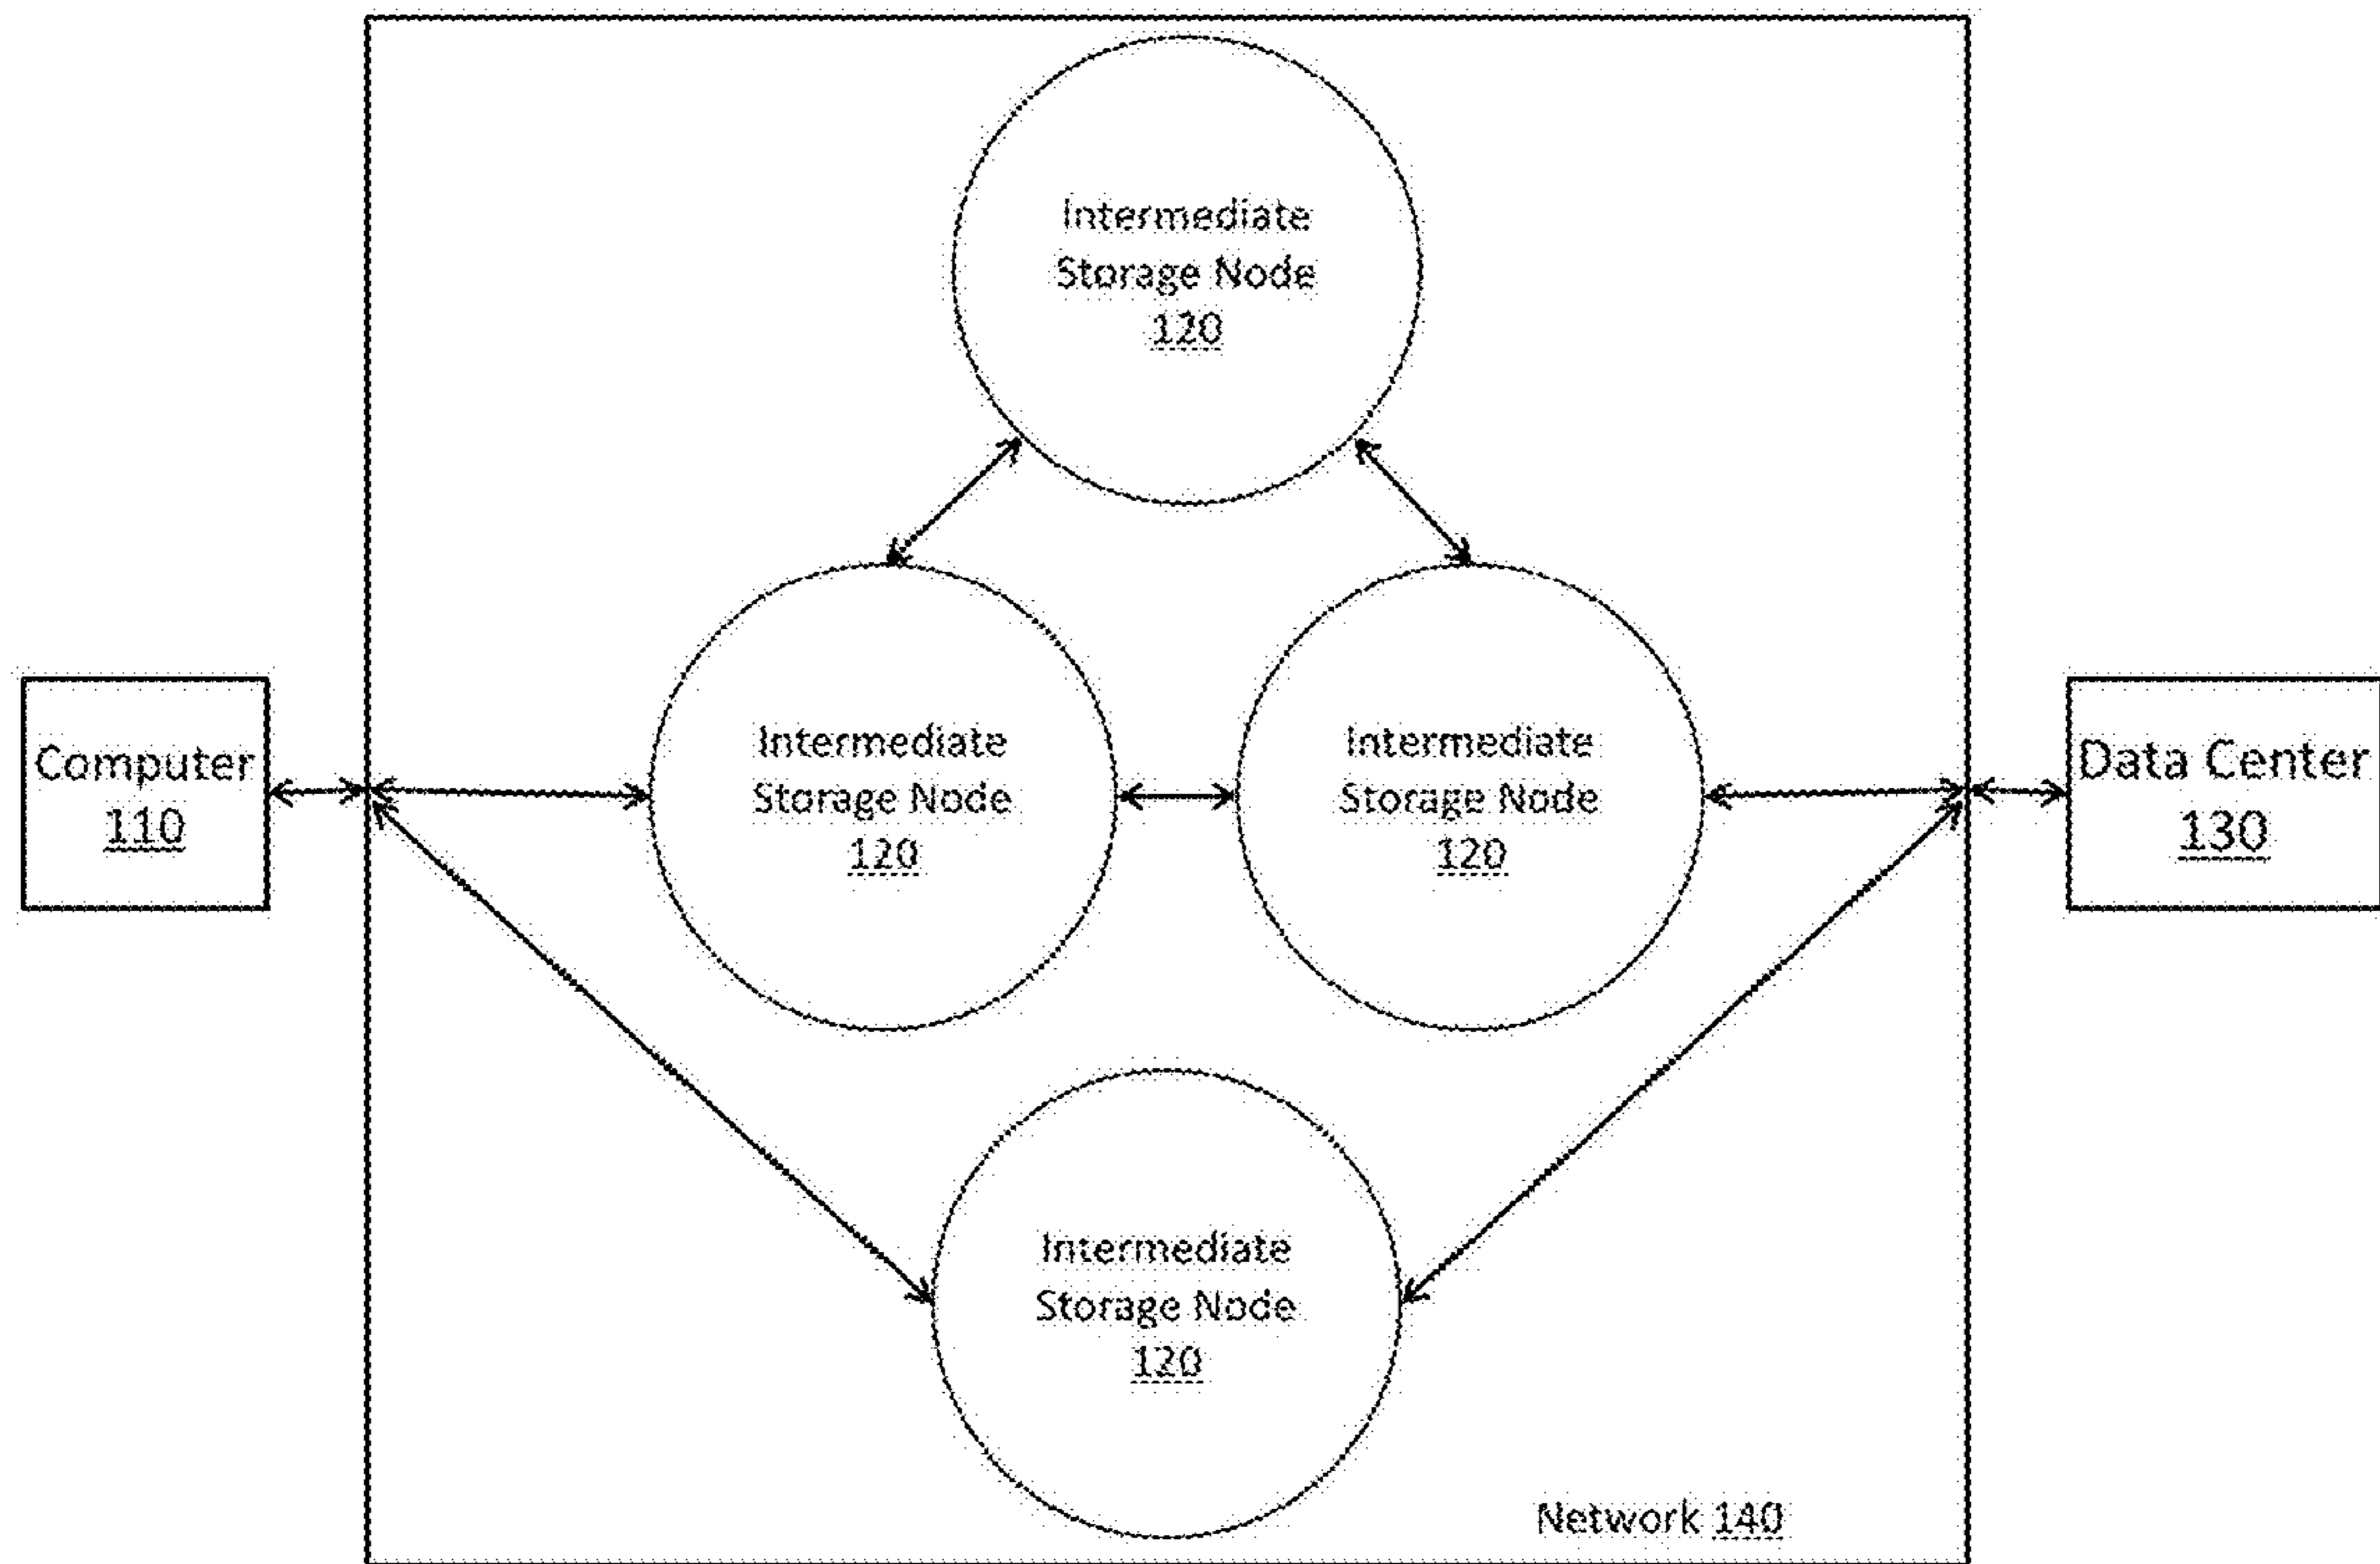 Intermediate
Storage Node
120
Computer
110
Intermediate
Storage Node
120
Intermediate
Storage Node
120
Data Center
130
Intermediate
Storage Node
120
Network 140